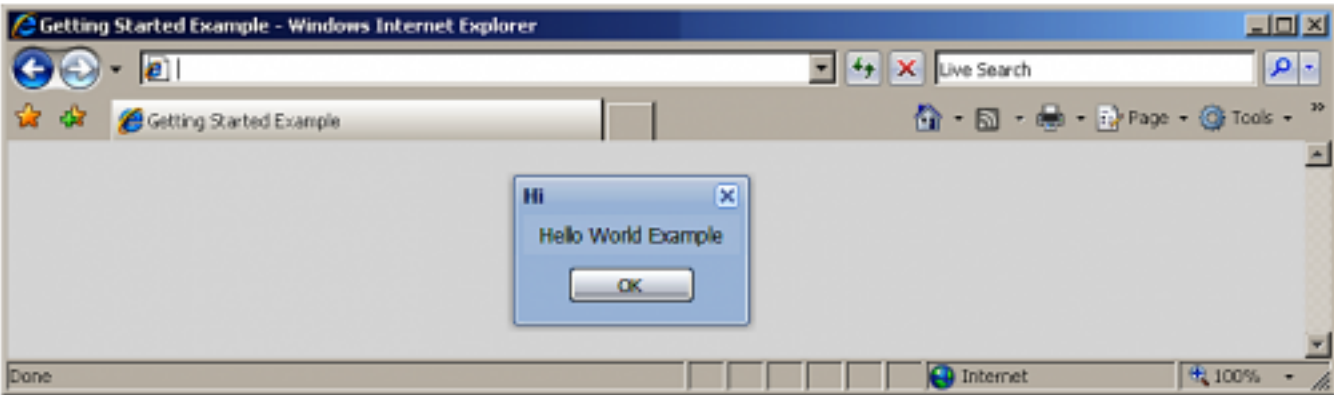 Getting Started Example - Windows Internet Explorer
Live Search
Getting Started Example
Page
Tools
Hi
Hello World Example
OK
Done
Internet
100%